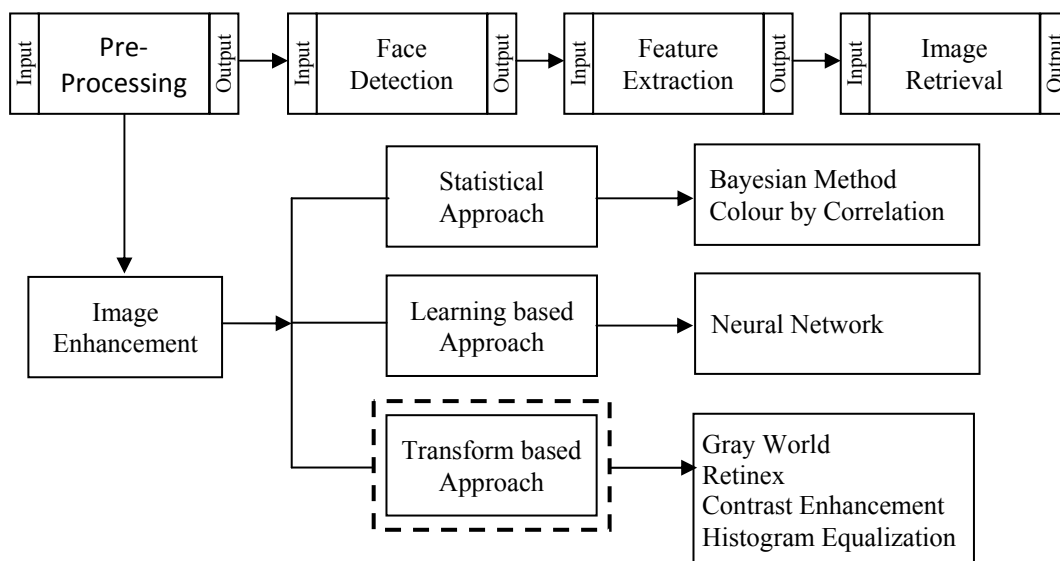 Input
Pre-
Processing
Output
Input
Face
Detection
Output
Input
Feature
Extraction
Output
Input
Image
Retrieval
Output
Statistical
Approach
Bayesian Method
Colour by Correlation
Image
Enhancement
Learning based
Approach
Neural Network
Transform based
Approach
Gray World
Retinex
Contrast Enhancement
Histogram Equalization